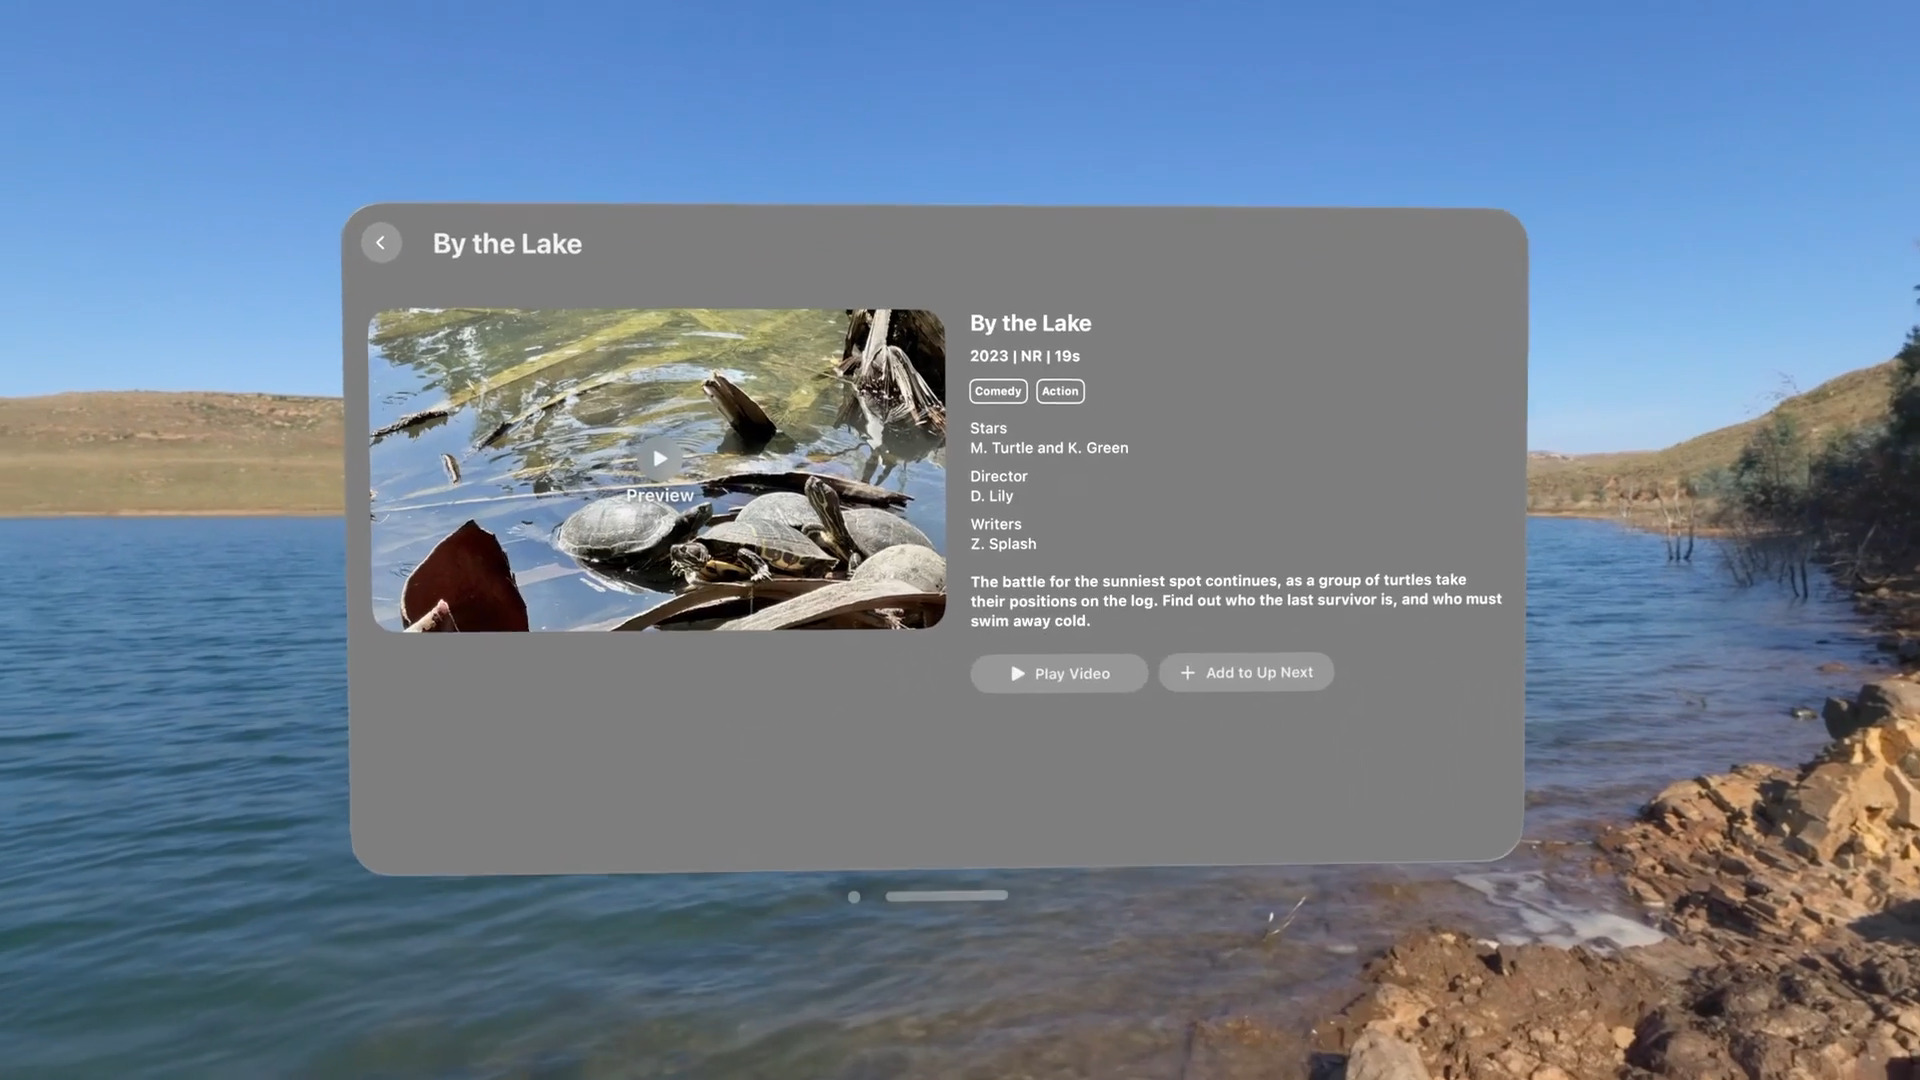 By the Lake
Preview
By the Lake
2023 | NR | 19s
Comedy Action
Stars
M. Turtle and K. Green
Director
D. Lily
Writers
Z. Splash
The battle for the sunniest spot continues, as a group of turtles take
their positions on the log. Find out who the last survivor is, and who must
swim away cold.
Play Video
Add to Up Next